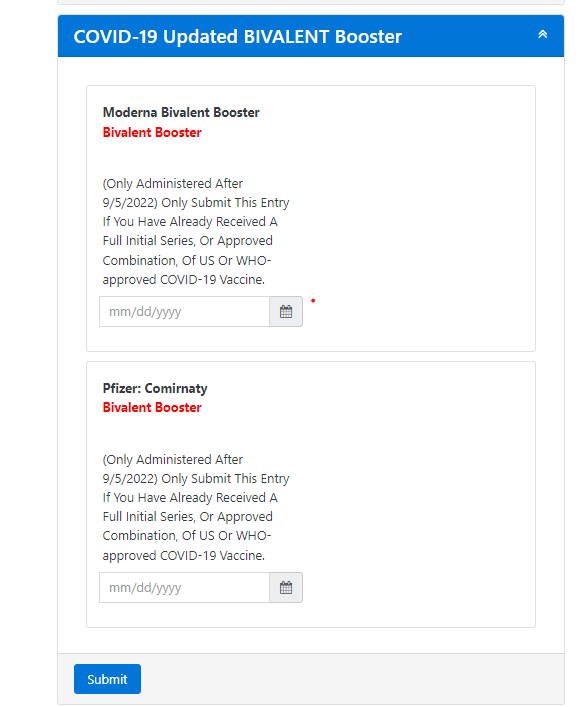 COVID-19 Updated BIVALENT Booster
Moderna Bivalent Booster
Bivalent Booster
(Only Administered After
9/5/2022) Only Submit This Entry
If You Have Already Received A
Full Initial Series, Or Approved
Combination, Of US Or WHO-
approved COVID-19 Vaccine.
mm/dd/yyyy
Pfizer: Comirnaty
Bivalent Booster
(Only Administered After
9/5/2022) Only Submit This Entry
If You Have Already Received A
Full Initial Series, Or Approved
Combination, Of US Or WHO-
approved COVID-19 Vaccine.
mm/dd/yyyy
Submit